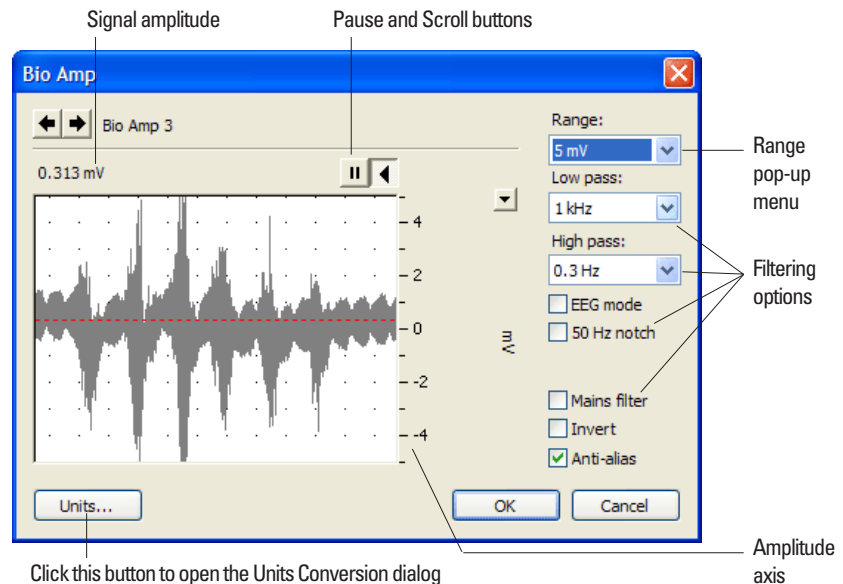 Signal amplitude
Pause and Scroll buttons
Bio Amp
Bio Amp 3
0.313 mV
4
2
0
-2
-4
mV
Range:
5 mV
Low pass:
1 kHz
High pass:
0.3 Hz
EEG mode
50 Hz notch
Mains filter
Invert
Anti-alias
Units...
OK
Cancel
Range
pop-up
menu
Filtering
options
Amplitude
axis
Click this button to open the Units Conversion dialog